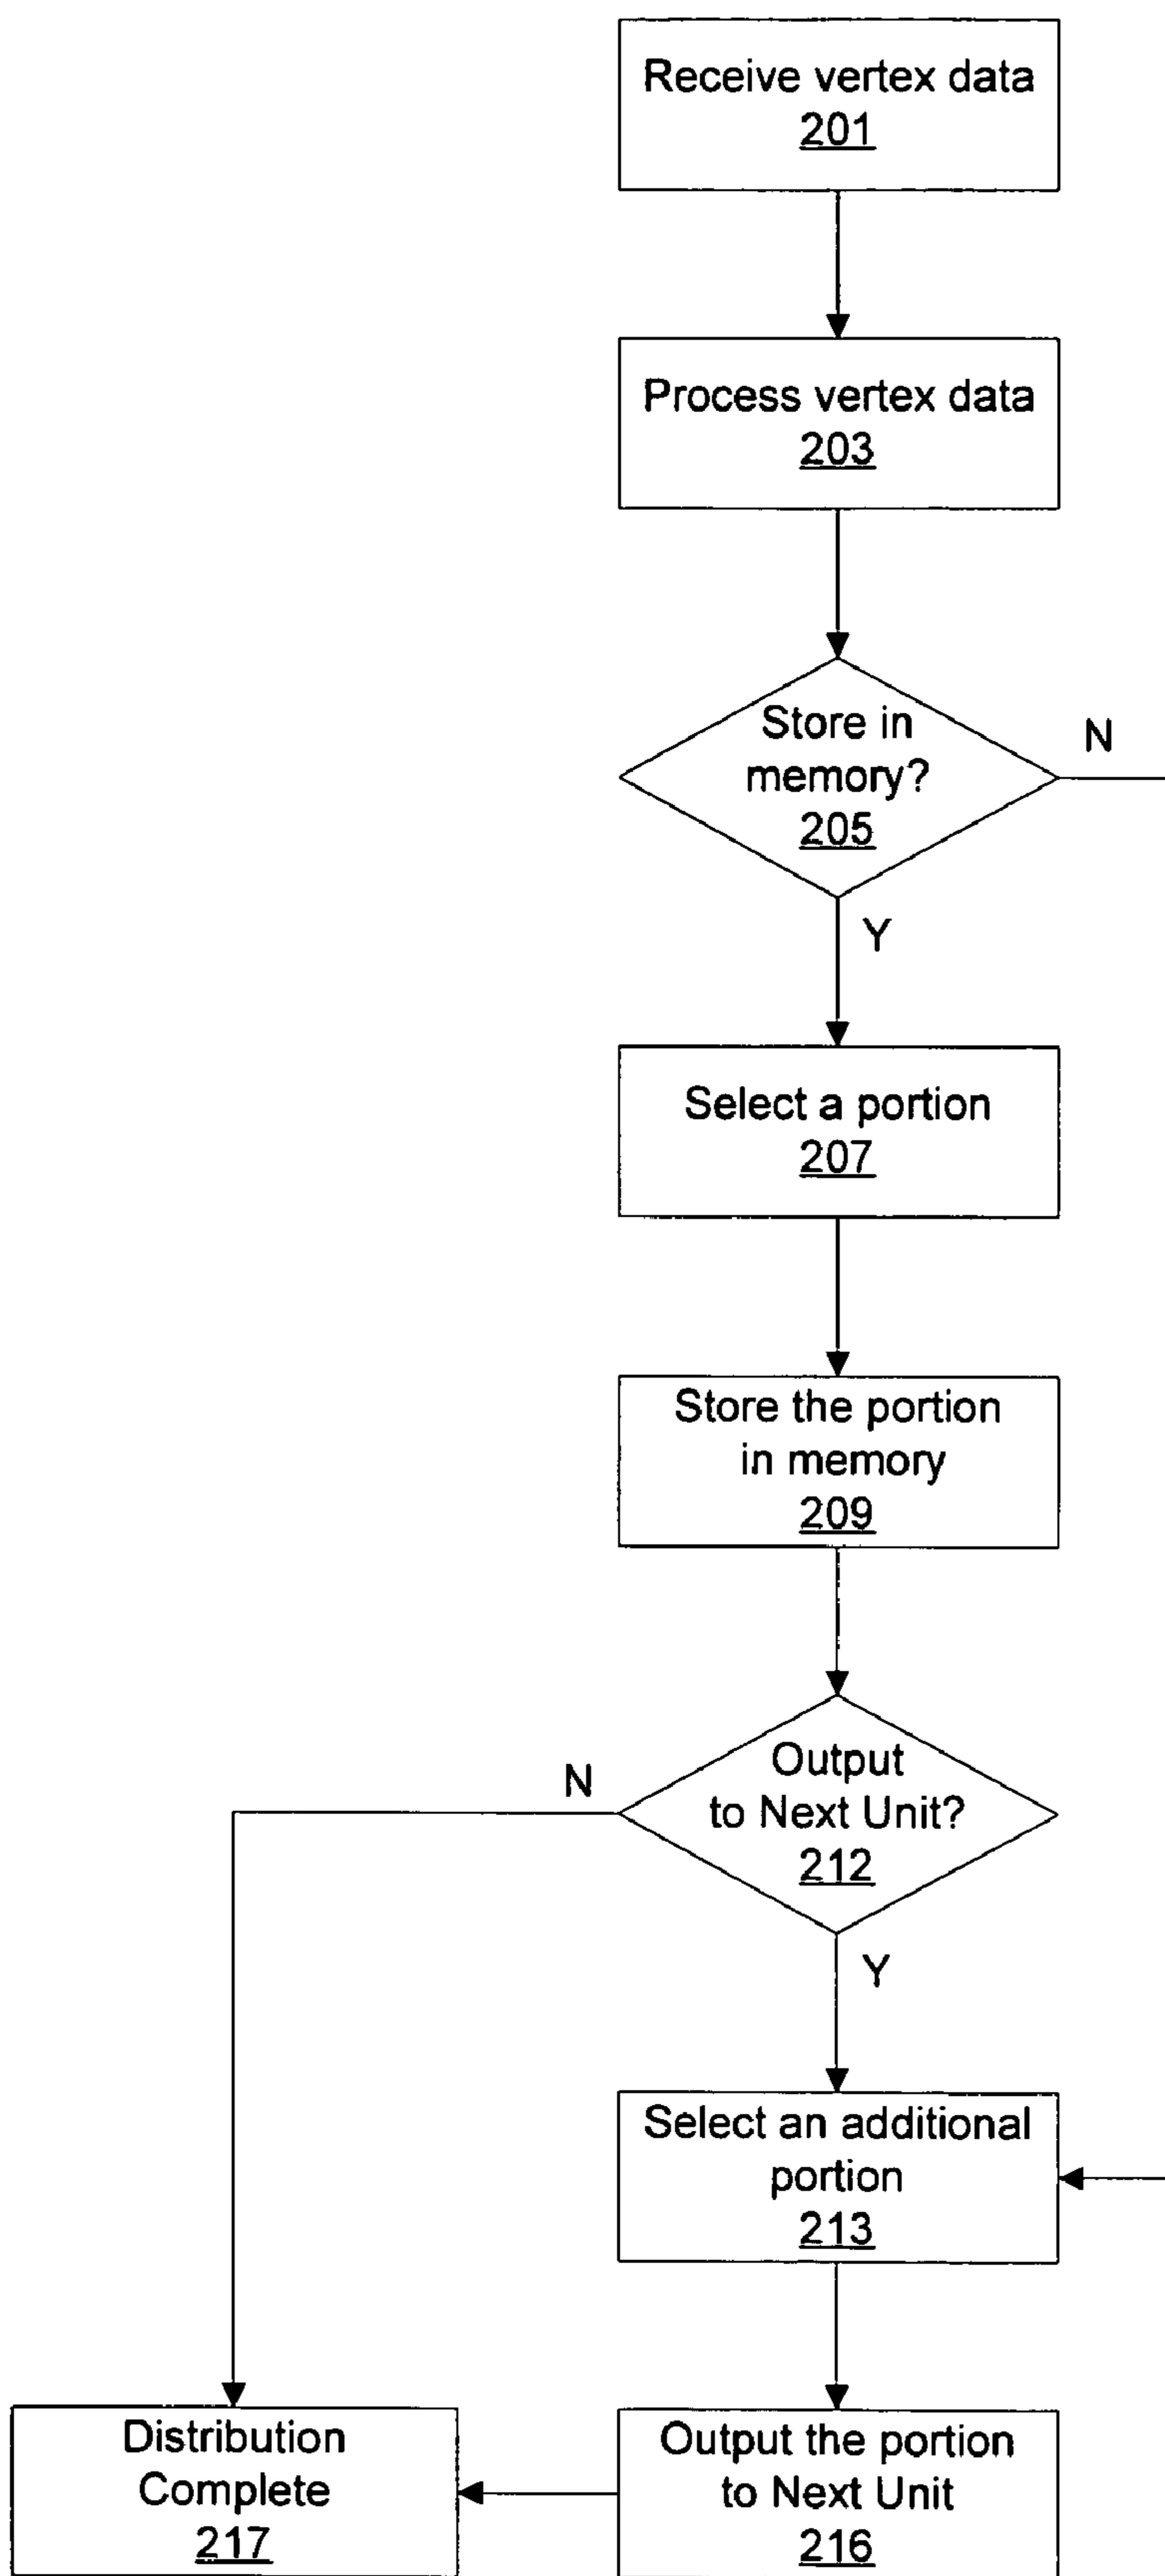 Receive vertex data
201
Process vertex data
203
Store in
memory?
205
N
Y
Select a portion
207
Store the portion
in memory
209
Output
to Next Unit?
212
N
Y
Select an additional
portion
213
Distribution
Complete
217
Output the portion
to Next Unit
216